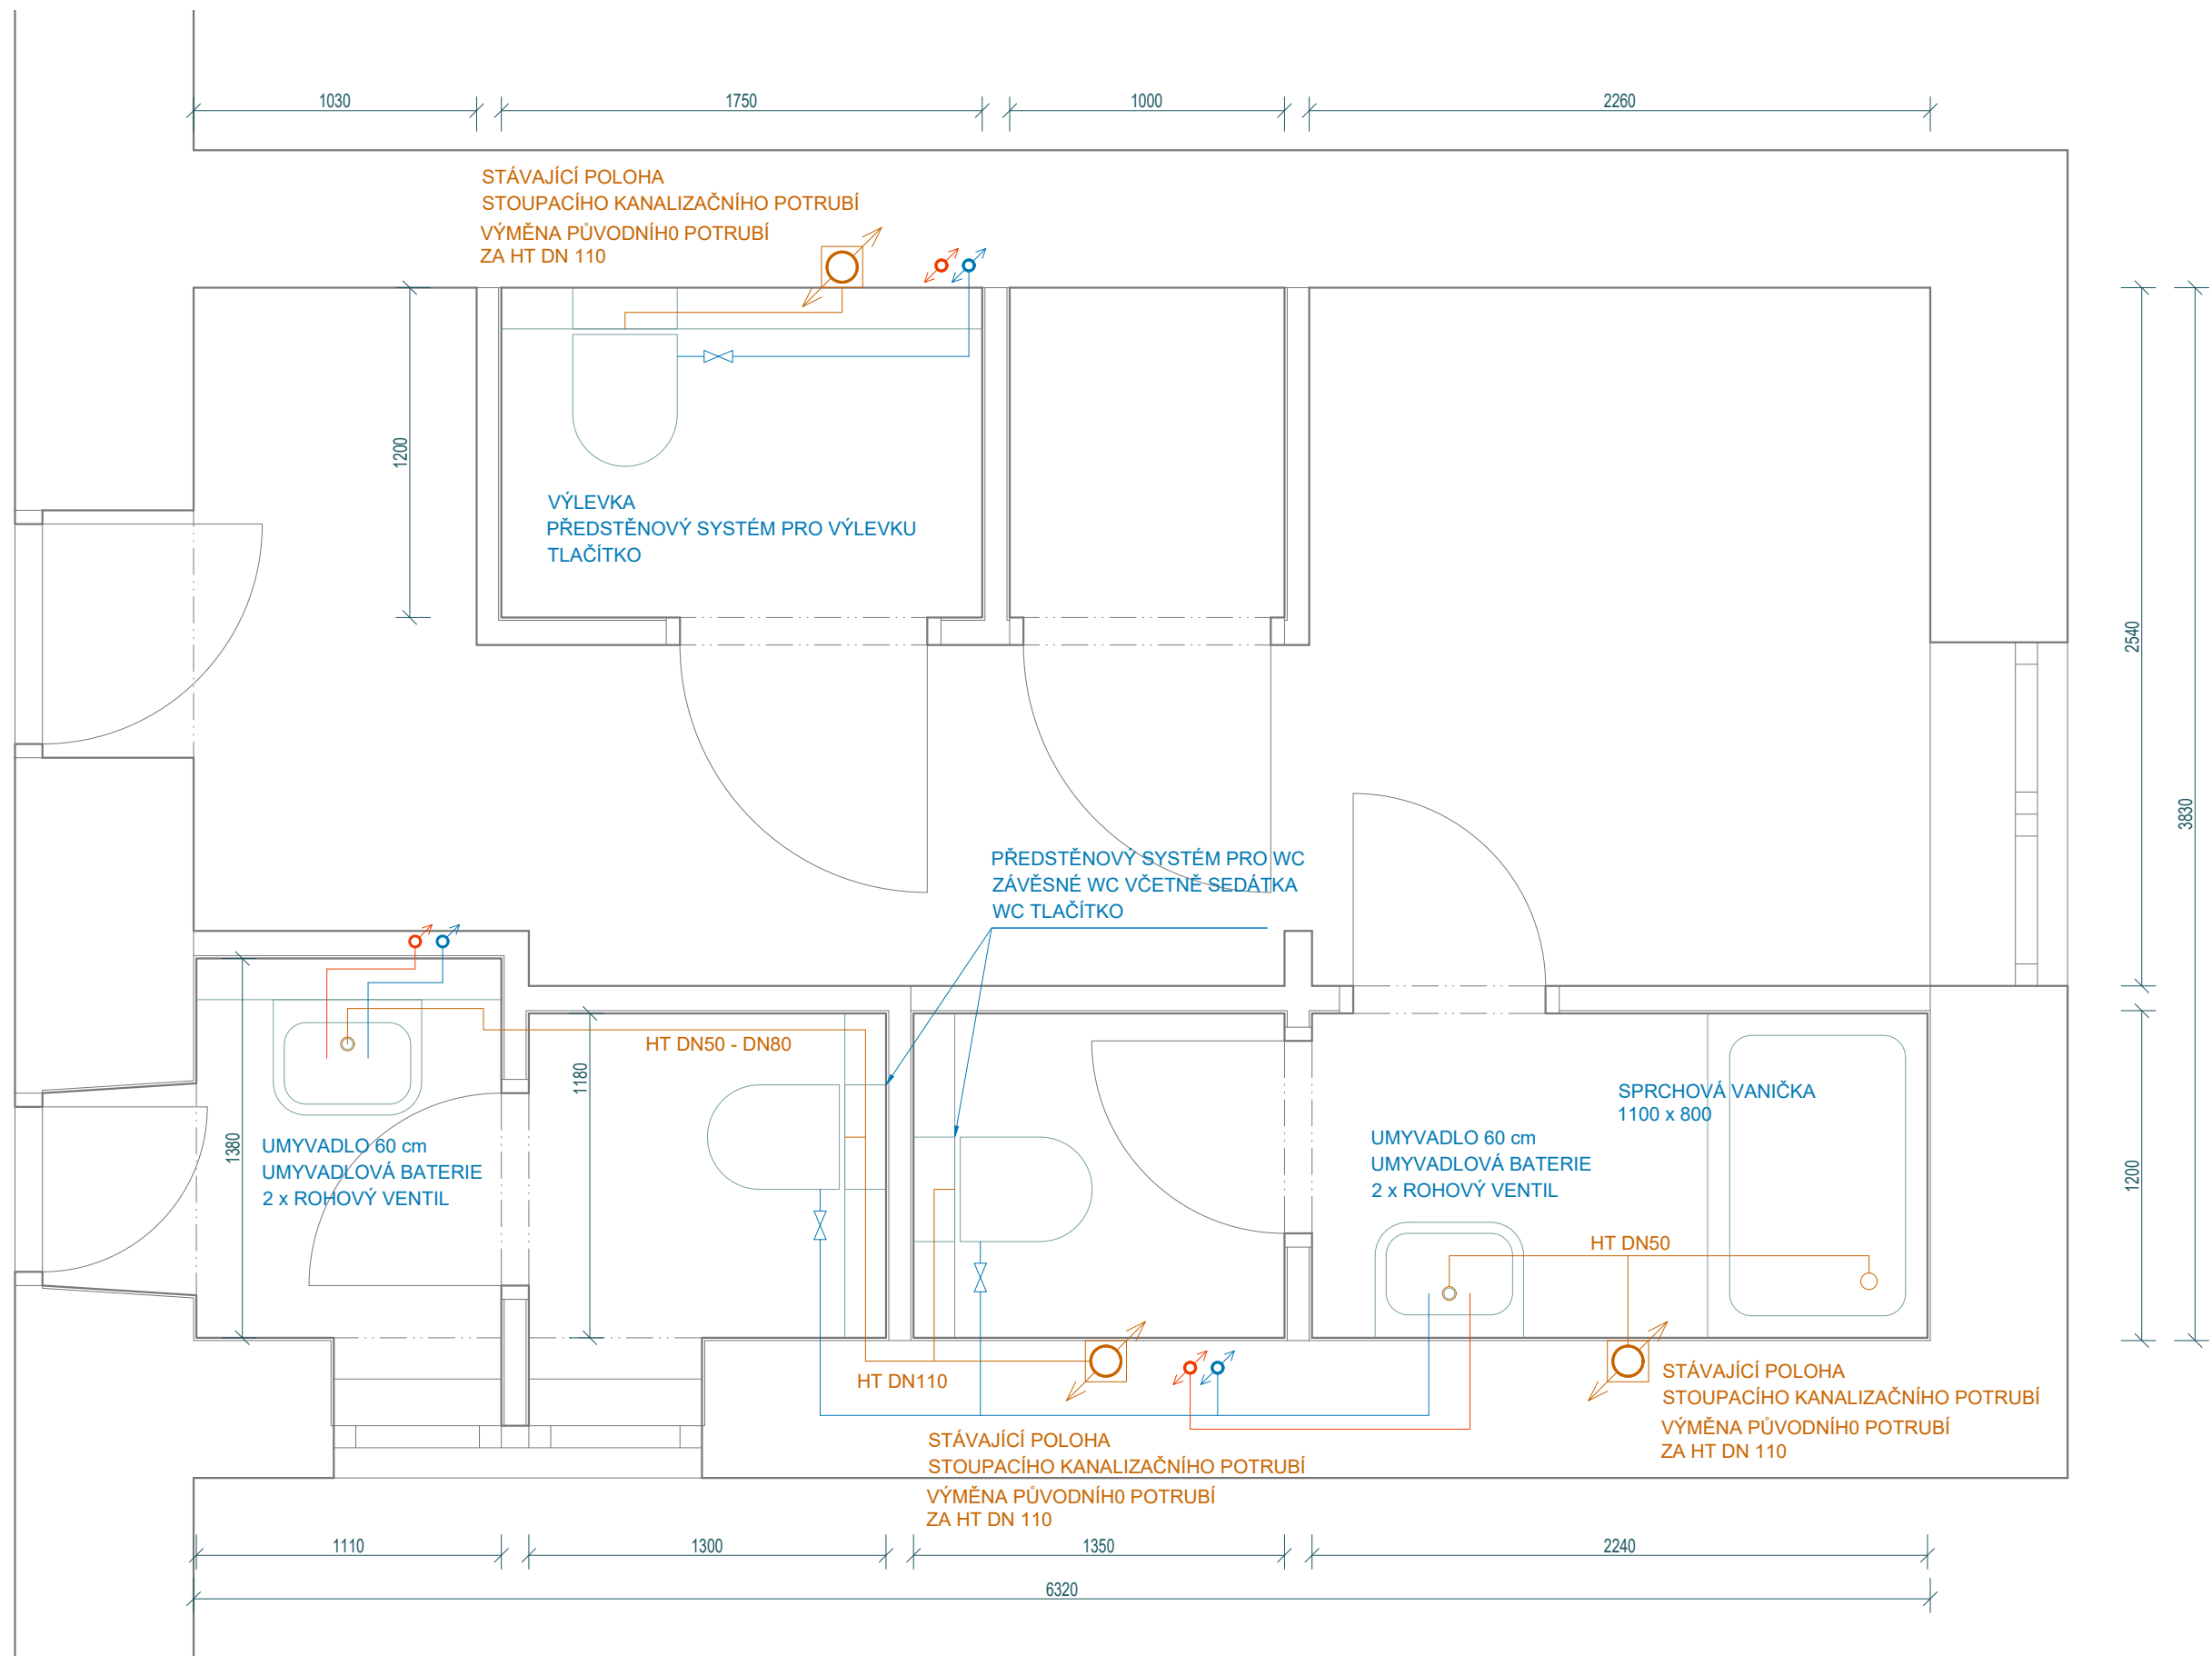 1030
1750
1000
2260
STÁVAJÍCÍ POLOHA
STOUPACÍHO KANALIZAČNÍHO POTRUBÍ
VÝMĚNA PŮVODNÍH0 POTRUBÍ
ZA HT DN 110
1200
VÝLEVKA
PŘEDSTĚNOVÝ SYSTÉM PRO VÝLEVKU
TLAČÍTKO
2540
3830
PŘEDSTĚNOVÝ SYSTÉM PRO WC
ZÁVĚSNÉ WC VČETNĚ SEDÁTKA
WC TLAČÍTKO
HT DN50 - DN80
1180
1380
UMYVADLO 60 cm
UMYVADLOVÁ BATERIE
2 x ROHOVÝ VENTIL
SPRCHOVÁ VANIČKA
1100 x 800
UMYVADLO 60 cm
UMYVADLOVÁ BATERIE
2 x ROHOVÝ VENTIL
1200
HT DN50
HT DN110
STÁVAJÍCÍ POLOHA
STOUPACÍHO KANALIZAČNÍHO POTRUBÍ
VÝMĚNA PŮVODNÍH0 POTRUBÍ
ZA HT DN 110
STÁVAJÍCÍ POLOHA
STOUPACÍHO KANALIZAČNÍHO POTRUBÍ
VÝMĚNA PŮVODNÍH0 POTRUBÍ
ZA HT DN 110
1110
1300
1350
2240
6320